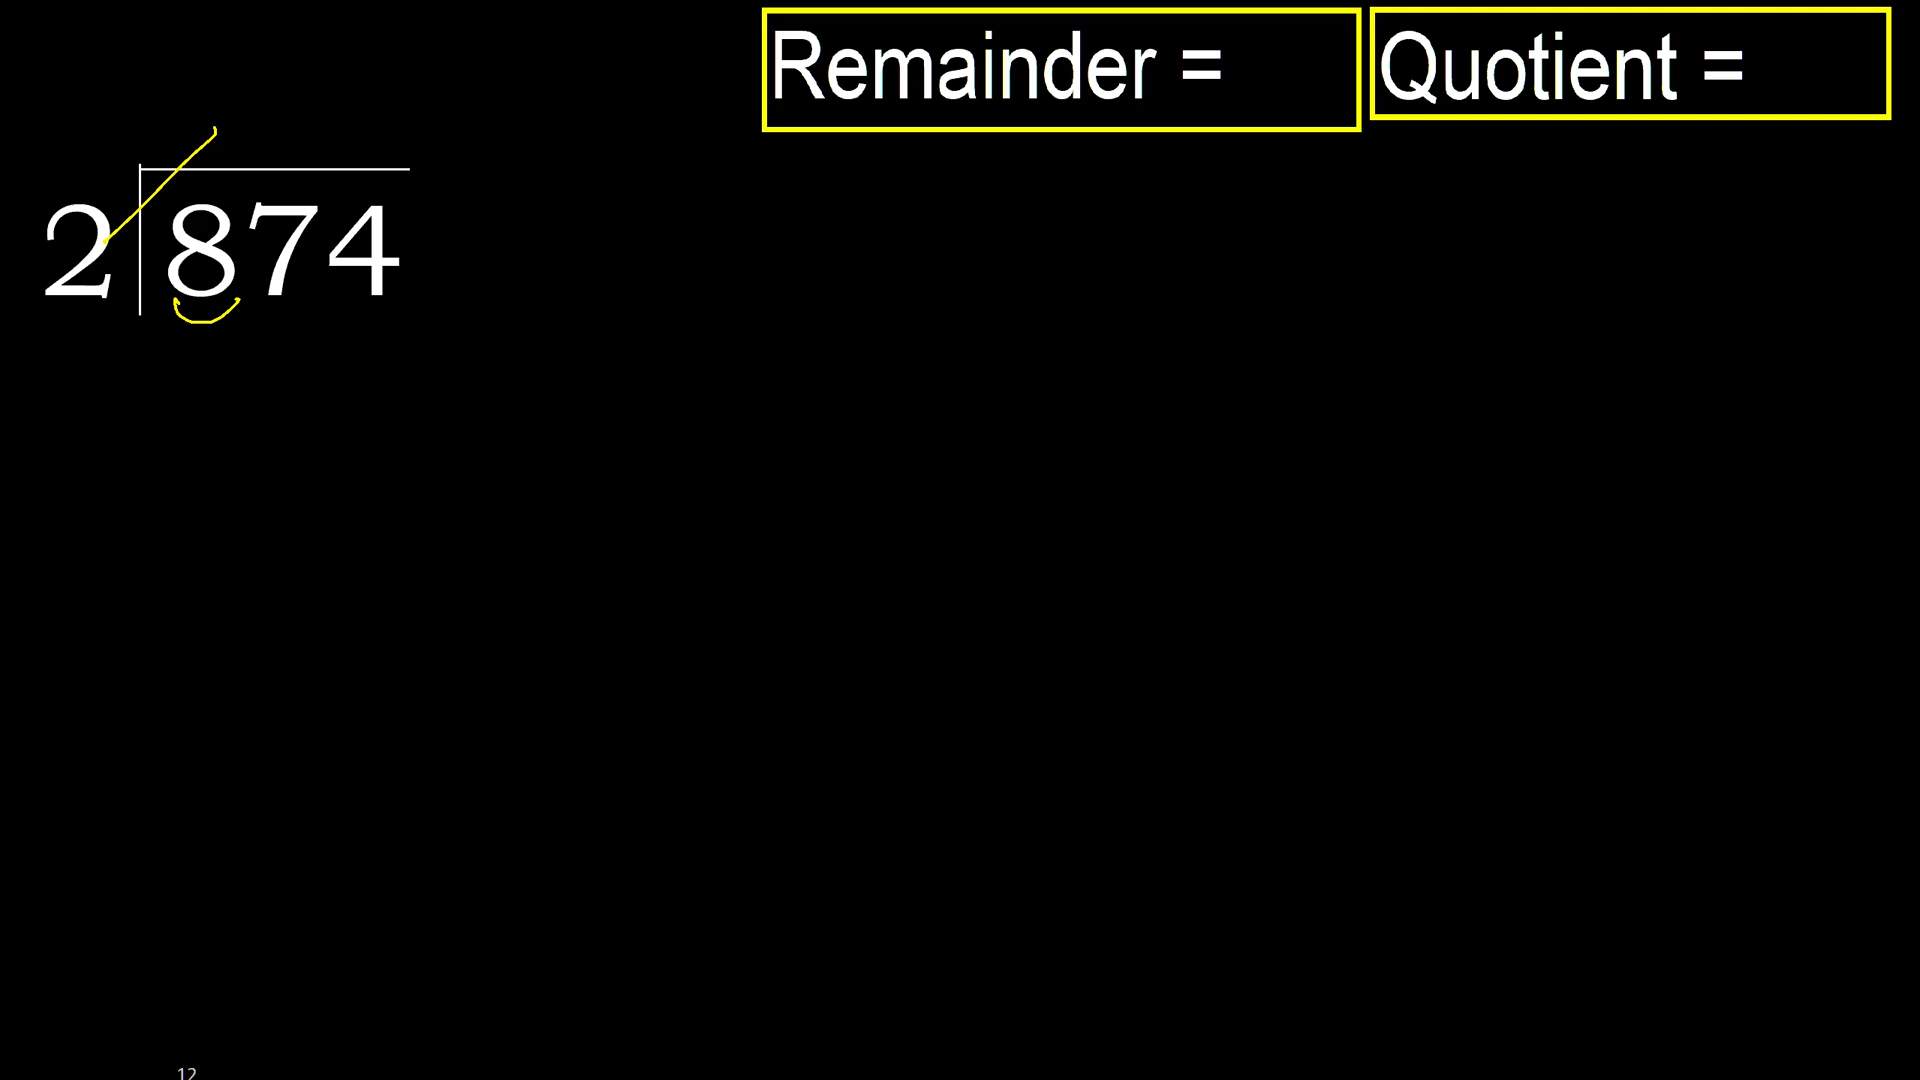 Remainder = Quotient =
2 874
12